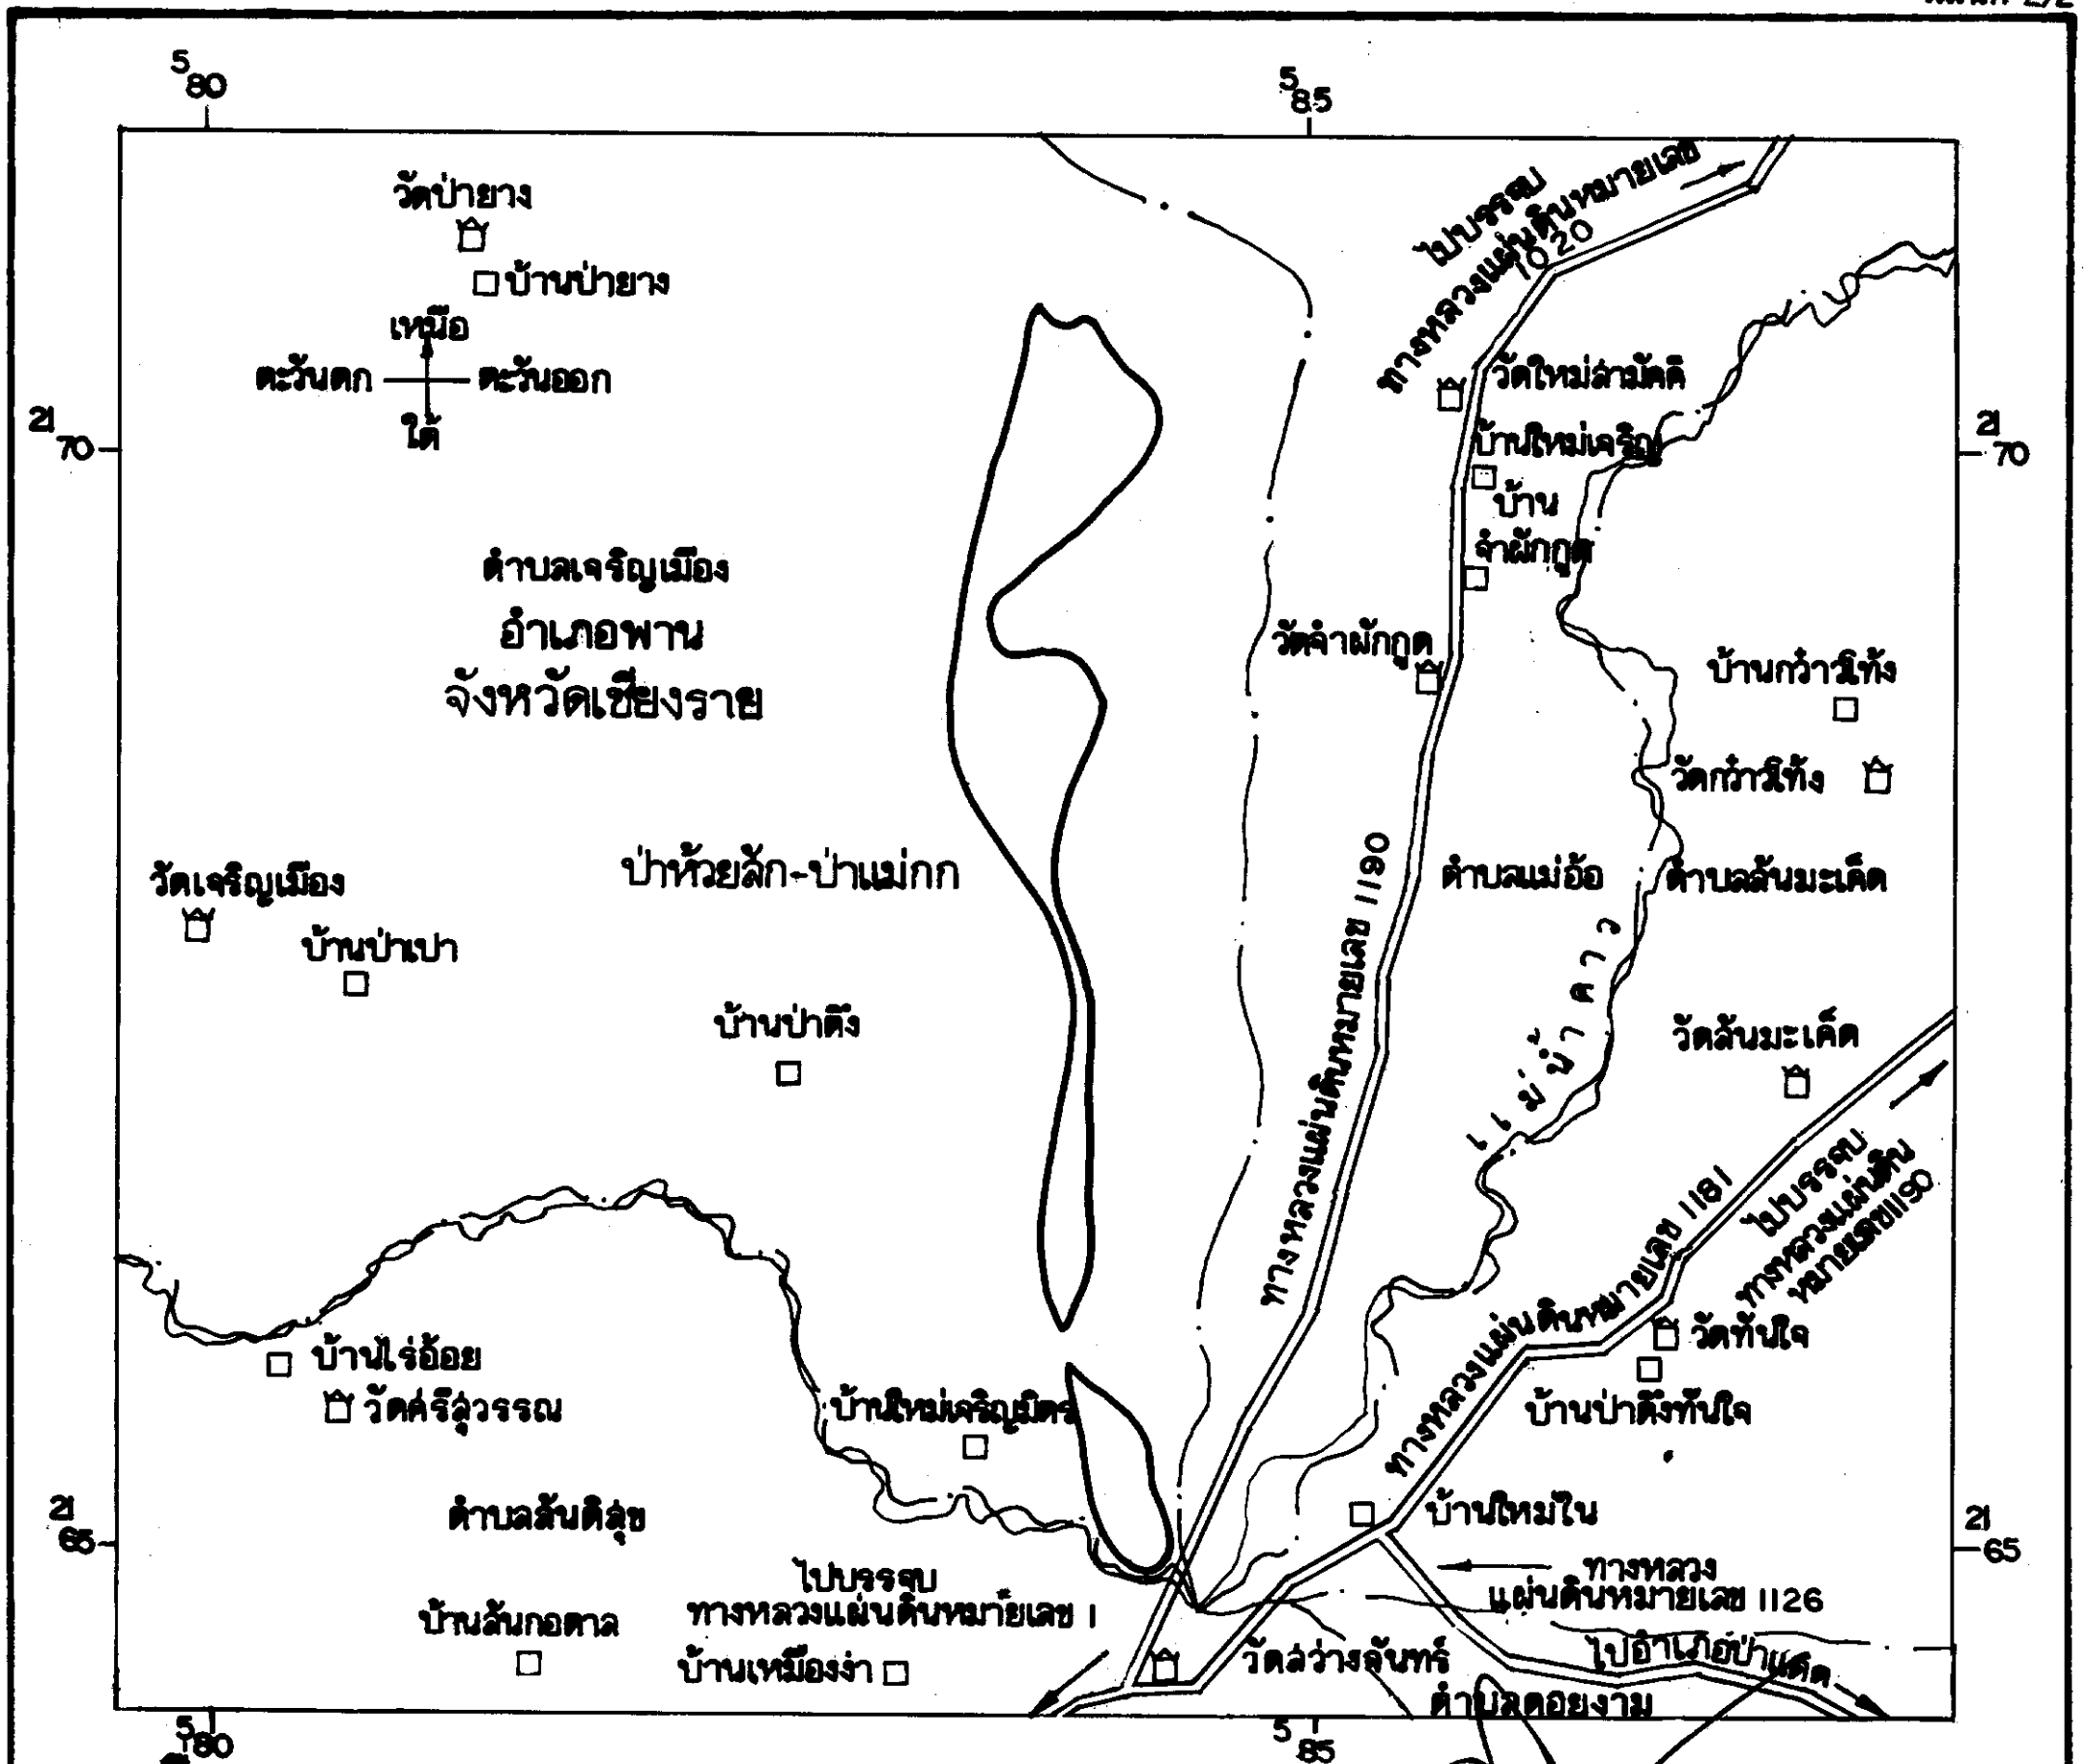 5 80
5 85
วัดป่ายาง
บ้านป่ายาง
เหนือ
ตะวันตก
ตะวันออก
ใต้
21 70
21 70
ไปบรรจบ
ทางหลวงแผ่นดินหมายเลข
1020
วัดใหม่สามัคคี
บ้านใหม่เจริญ
บ้าน
จำผักกูด
ตำบลเจริญเมือง
อำเภอพาน
จังหวัดเชียงราย
วัดจำผักกูด
บ้านกว๋าวโท้ง
วัดกว๋าวโท้ง
ป่าห้วยสัก-ป่าแม่กก
ทางหลวงแผ่นดินหมายเลข 1190
ตำบลแม่อ้อ
ตำบลสันมะเค็ด
วัดเจริญเมือง
บ้านป่าเปา
บ้านป่าตึง
แม่น้ำคาว
วัดสันมะเค็ด
ไปบรรจบ
ทางหลวงแผ่นดิน
หมายเลข1190
ทางหลวงแผ่นดินหมายเลข 1181
วัดทันใจ
บ้านป่าตึงทันใจ
บ้านไร่อ้อย
วัดศรีสุวรรณ
บ้านใหม่เจริญมิตร
ตำบลสันติสุข
บ้านใหม่ใน
21 65
21 65
ไปบรรจบ
ทางหลวงแผ่นดินหมายเลข 1
ทางหลวง
แผ่นดินหมายเลข 1126
บ้านสันกอตาล
บ้านเหมืองง่า
วัดสว่างจันทร์
ไปอำเภอป่าแดด
ตำบลดอยงาม
5 80
5 85